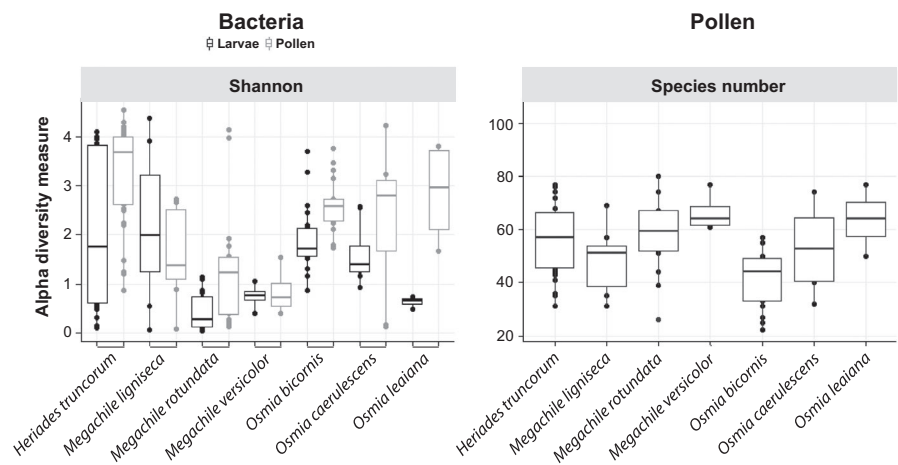 Bacteria
Larvae Pollen
Shannon
Alpha diversity measure
4
3
2
1
0
Heriades truncorum
Megachile ligniseca
Megachile rotundata
Megachile versicolor
Osmia bicornis
Osmia caerulescens
Osmia leaiana
Pollen
Species number
100
80
60
40
20
Heriades truncorum
Megachile ligniseca
Megachile rotundata
Megachile versicolor
Osmia bicornis
Osmia caerulescens
Osmia leaiana